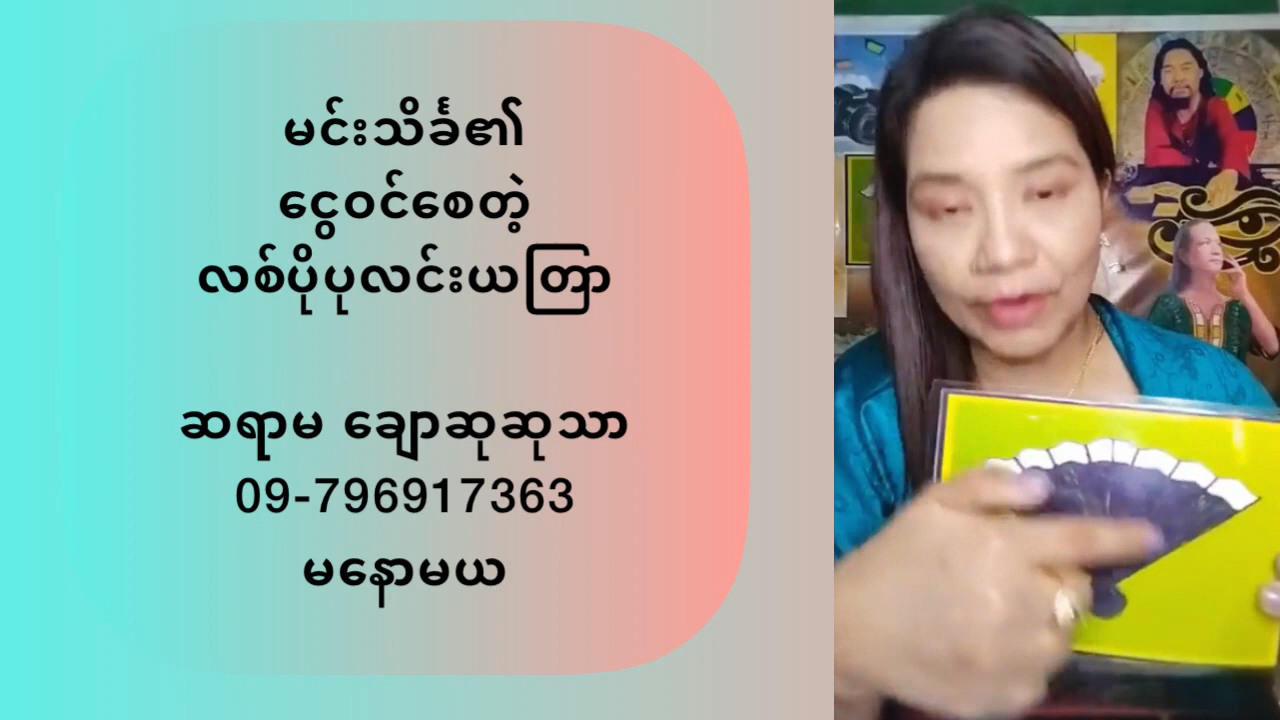 မင်းသိင်္ခ၏
ငွေဝင်စေတဲ့
လစ်ပိုပုလင်းယတြာ
ဆရာမ ချောဆုဆုသာ
09-796917363
မနောမယ